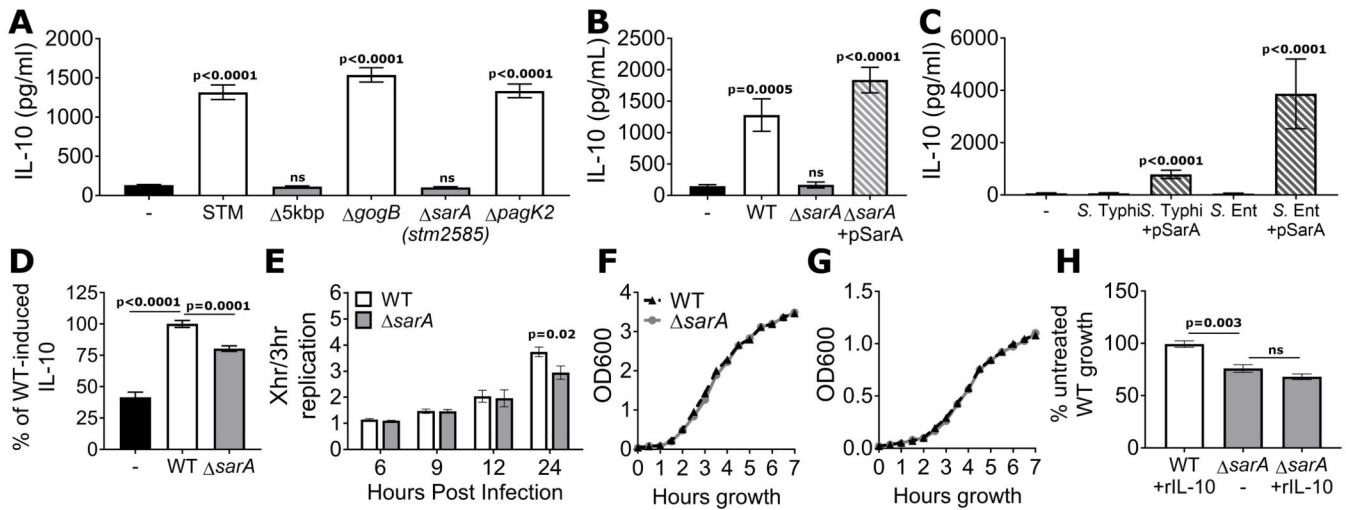 A
IL-10 (pg/ml)
2000
1500
1000
500
0
p<0.0001
ns
p<0.0001
ns
p<0.0001
-
STM
Δ5kbp
ΔgogB
ΔsarA
(stm2585)
ΔpagK2
B
IL-10 (pg/mL)
2500
2000
1500
1000
500
0
p=0.0005
ns
p<0.0001
-
WT
ΔsarA
ΔsarA
+pSarA
C
IL-10 (pg/ml)
6000
4000
2000
0
p<0.0001
p<0.0001
-
S. Typhi
S. Typhi
+pSarA
S. Ent
S. Ent
+pSarA
D
% of WT-induced
IL-10
125
100
75
50
25
0
p<0.0001
p=0.0001
-
WT
ΔsarA
E
Xhr/3hr
replication
6
5
4
3
2
1
0
WT
ΔsarA
p=0.02
6
9
12
24
Hours Post Infection
F
OD600
4
3
2
1
0
WT
ΔsarA
0 1 2 3 4 5 6 7
Hours growth
G
OD600
1.5
1.0
0.5
0.0
0 1 2 3 4 5 6 7
Hours growth
H
% untreated
WT growth
150
100
50
0
p=0.003
ns
WT
+rIL-10
ΔsarA
-
ΔsarA
+rIL-10